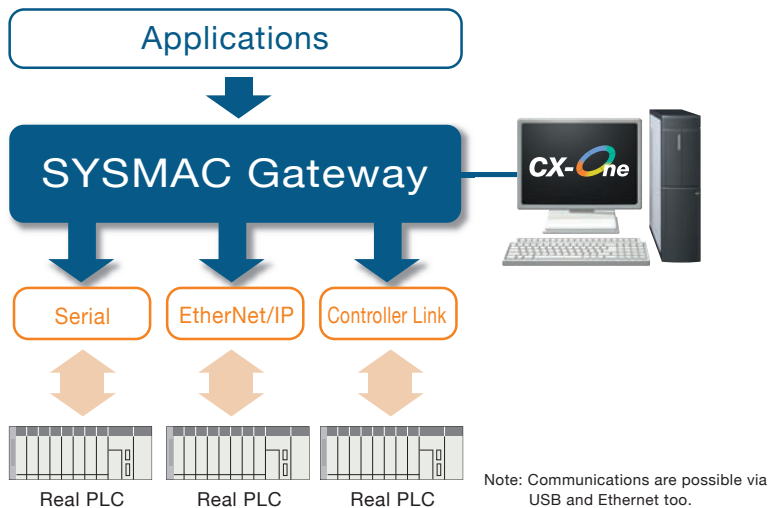 Applications
SYSMAC Gateway
CX-One
Serial
EtherNet/IP
Controller Link
Real PLC
Real PLC
Real PLC
Note: Communications are possible via
USB and Ethernet too.